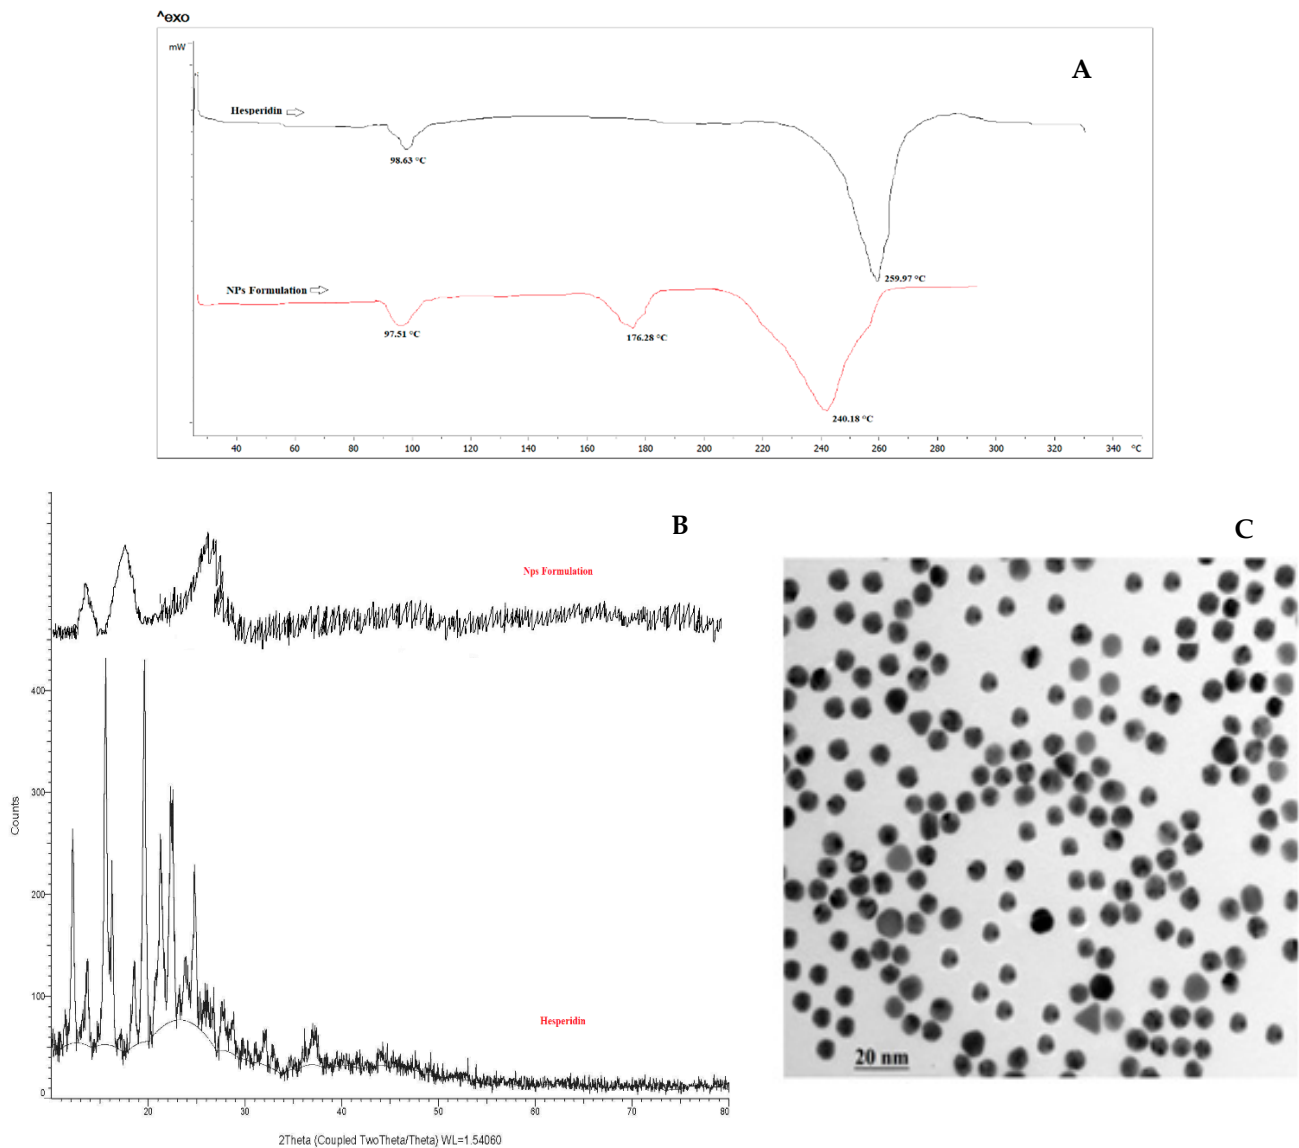 ^exo
mW
A
Hesperidin
98.63 °C
259.97 °C
NPs Formulation
97.51 °C
176.28 °C
240.18 °C
40 60 80 100 120 140 160 180 200 220 240 260 280 300 320 340 °C
B
Nps Formulation
400
300
Counts
200
100
Hesperidin
0
20 30 40 50 60 70 80
2Theta (Coupled TwoTheta/Theta) WL=1.54060
C
20 nm